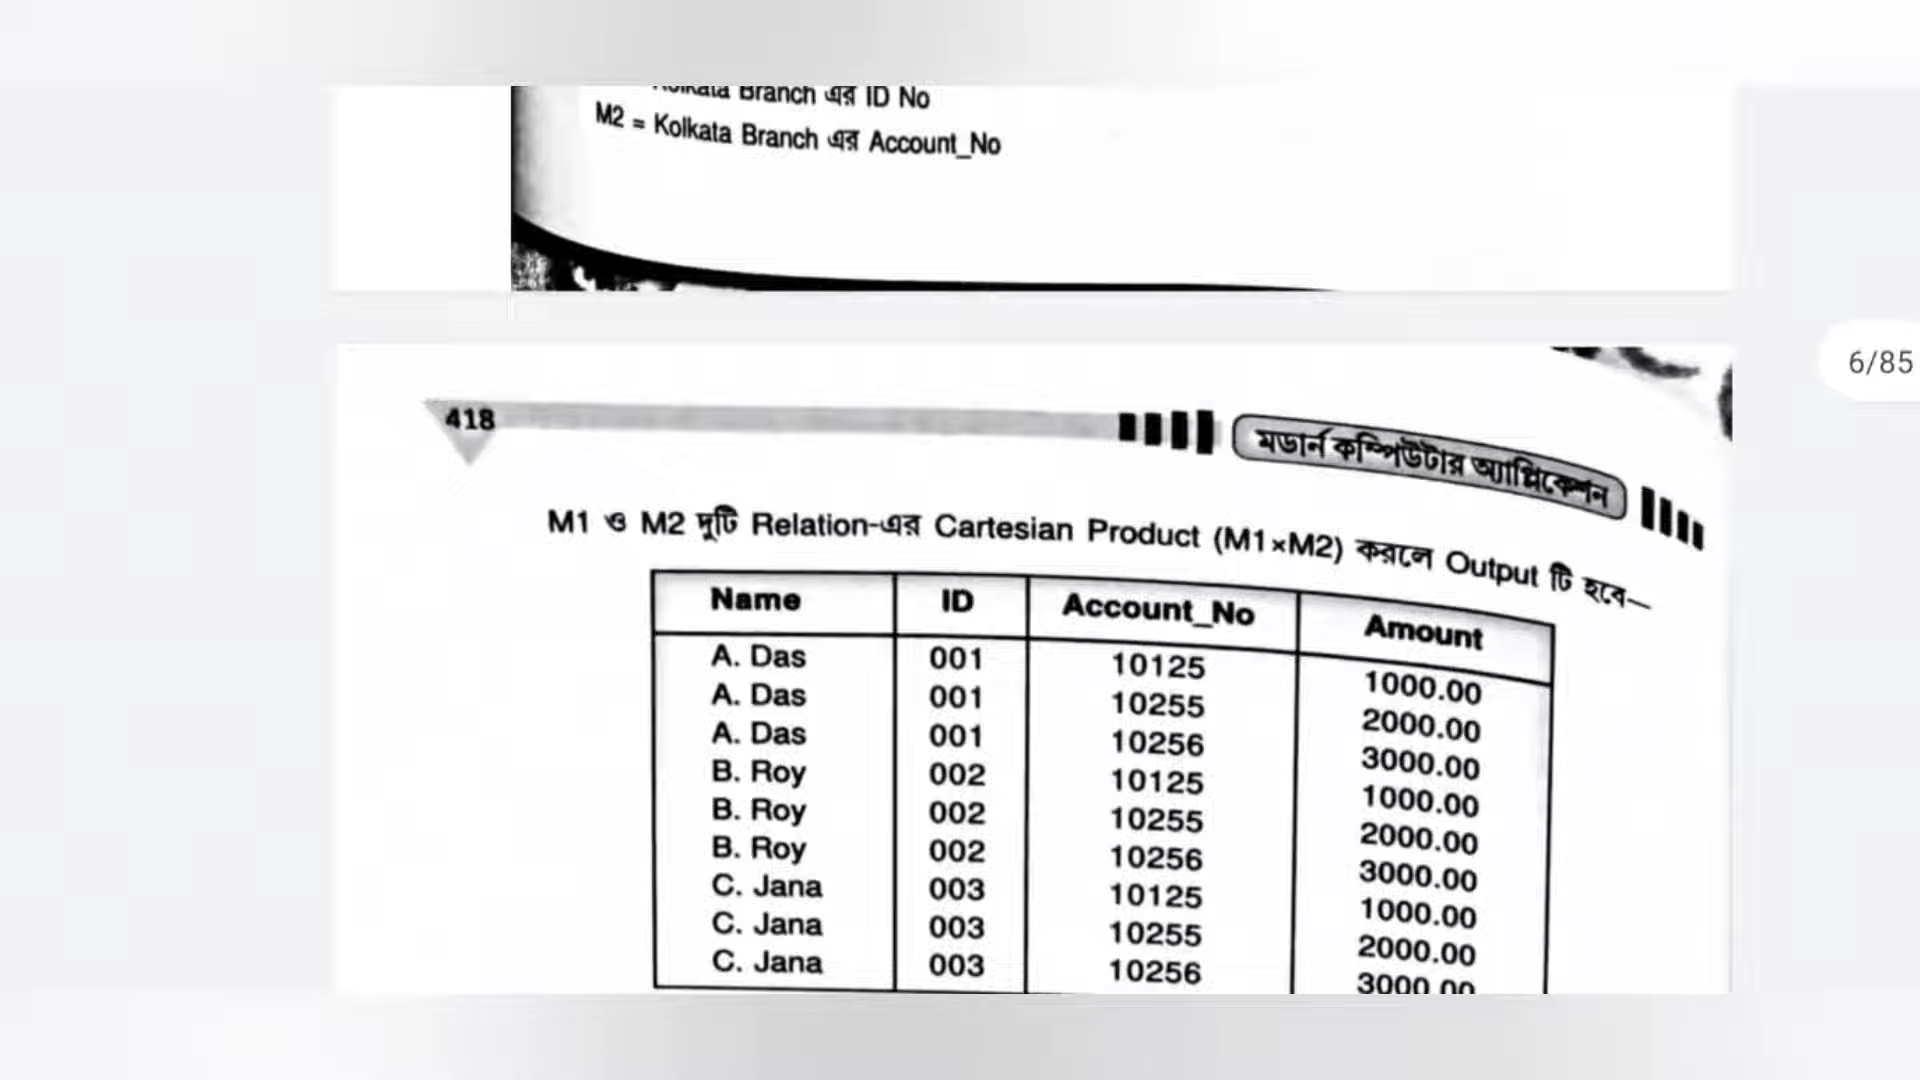 Branch এর ID No
M2 = Kolkata Branch এর Account_No
6/85
418
মডার্ন কম্পিউটার অ্যাপ্লিকেশন
M1 ও M2 দুটি Relation-এর Cartesian Product (M1×M2) করলে Output টি হবে—
Name ID Account_No Amount
A. Das 001 10125 1000.00
A. Das 001 10255 2000.00
A. Das 001 10256 3000.00
B. Roy 002 10125 1000.00
B. Roy 002 10255 2000.00
B. Roy 002 10256 3000.00
C. Jana 003 10125 1000.00
C. Jana 003 10255 2000.00
C. Jana 003 10256 3000.00